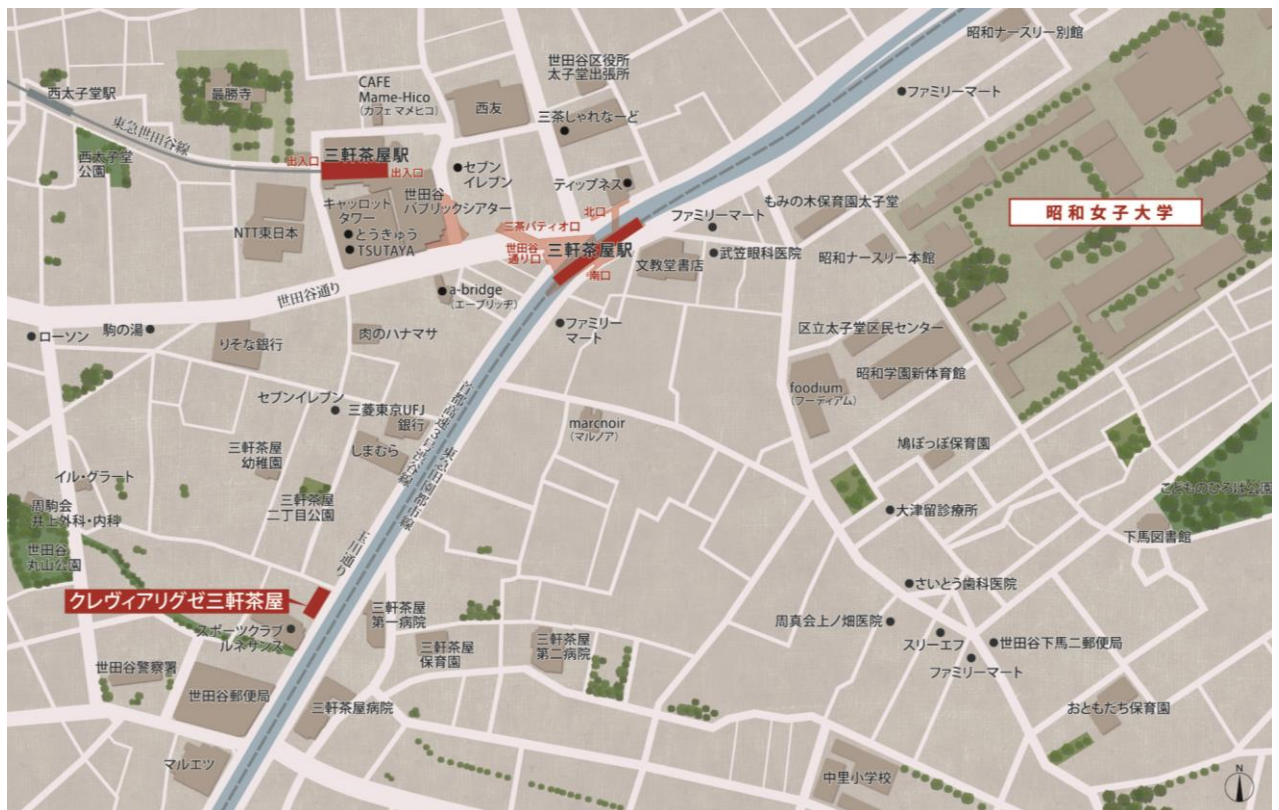 昭和ナースリー別館
世田谷区役所
太子堂出張所
CAFE
Mame-Hico
(カフェ マメヒコ)
西友
西太子堂駅
最勝寺
ファミリーマート
三茶しゃれなーど
東急世田谷線
三軒茶屋駅
出入口
出入口
西太子堂
公園
セブン
イレブン
ティップネス
キャッロット
タワー
世田谷
パブリックシアター
もみの木保育園太子堂
北口
ファミリーマート
昭和女子大学
三茶パティオ口
NTT東日本
とうきゅう
TSUTAYA
世田谷
通り口
三軒茶屋駅
武笠眼科医院
昭和ナースリー本館
文教堂書店
南口
世田谷通り
a-bridge
(エーブリッヂ)
ローソン
駒の湯
りそな銀行
肉のハナマサ
ファミリー
マート
区立太子堂区民センター
昭和学園新体育館
foodium
(フーディアム)
セブンイレブン
三菱東京UFJ
銀行
首都高速3号渋谷線
東急田園都市線
marcnoir
(マルノア)
三軒茶屋
幼稚園
しまむら
鳩ぽっぽ保育園
イル・グラート
三軒茶屋
二丁目公園
周駒会
井上外科・内科
こどものひろば公園
大津留診療所
下馬図書館
世田谷
丸山公園
玉川通り
さいとう歯科医院
クレヴィアリグゼ三軒茶屋
三軒茶屋
第一病院
スポーツクラブ
ルネサンス
周真会上ノ畑医院
スリーエフ
世田谷下馬二郵便局
三軒茶屋
保育園
三軒茶屋
第二病院
ファミリーマート
世田谷警察署
世田谷郵便局
三軒茶屋病院
おともだち保育園
マルエツ
中里小学校
N